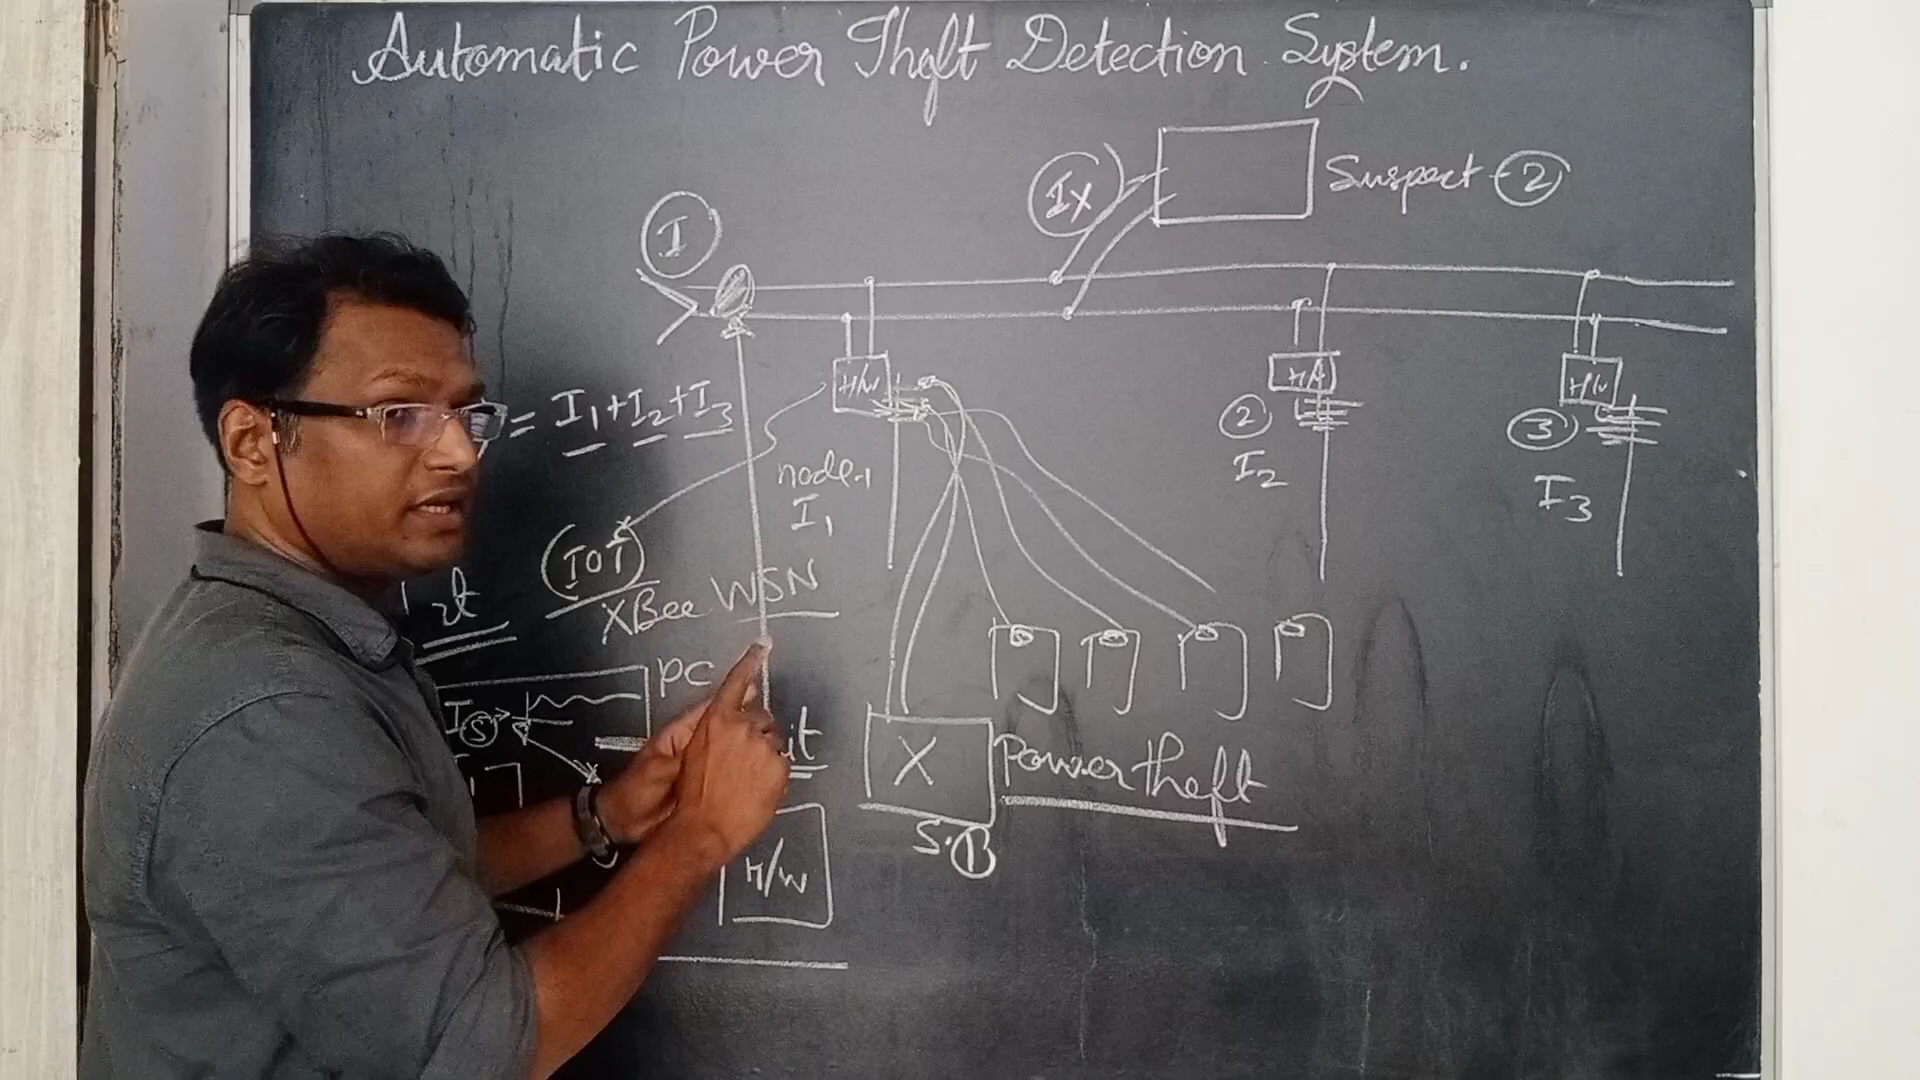 Automatic Power Theft Detection System.
Ix
Suspect - 2
I
H/W
H/W
H/W
= I1+I2+I3
node-1
I1
2
I2
3
I3
IOT
XBee WSN
PC
I S
X
Power theft
S.B
H/W